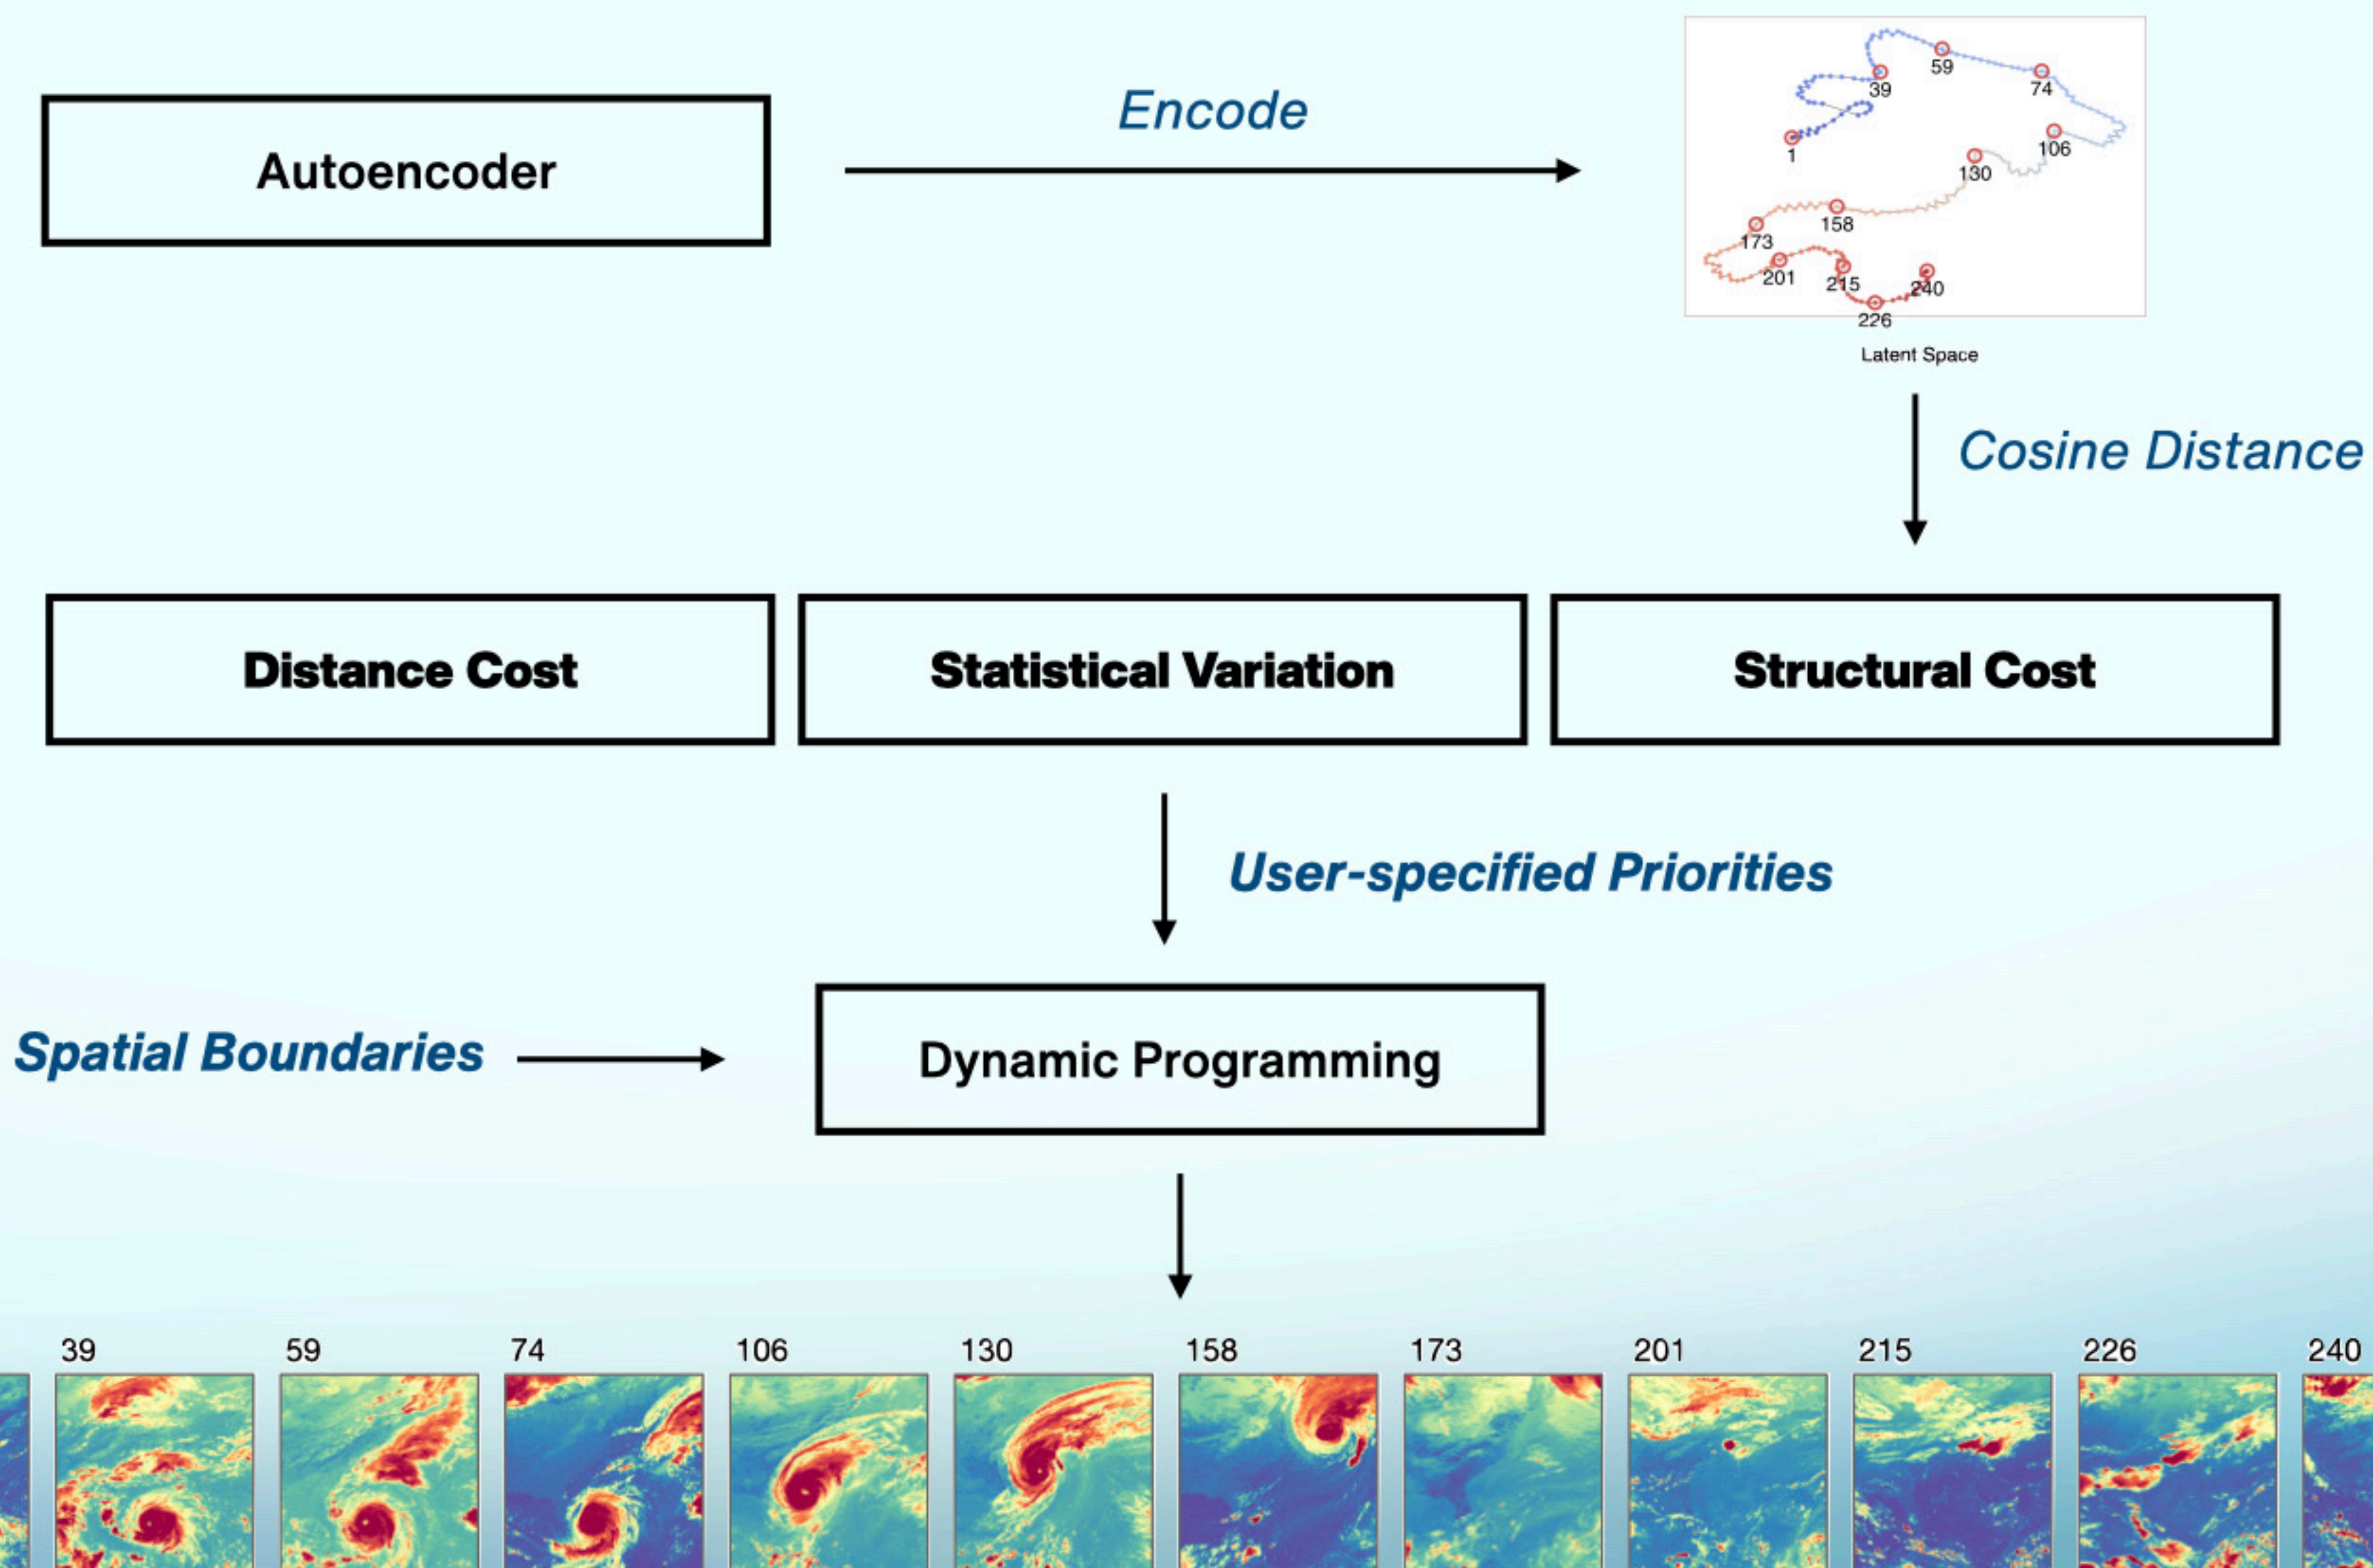 Autoencoder
Encode
59
39
74
1
106
130
158
173
201
215
240
226
Latent Space
Cosine Distance
Distance Cost
Statistical Variation
Structural Cost
User-specified Priorities
Spatial Boundaries
Dynamic Programming
39 59 74 106 130 158 173 201 215 226 240